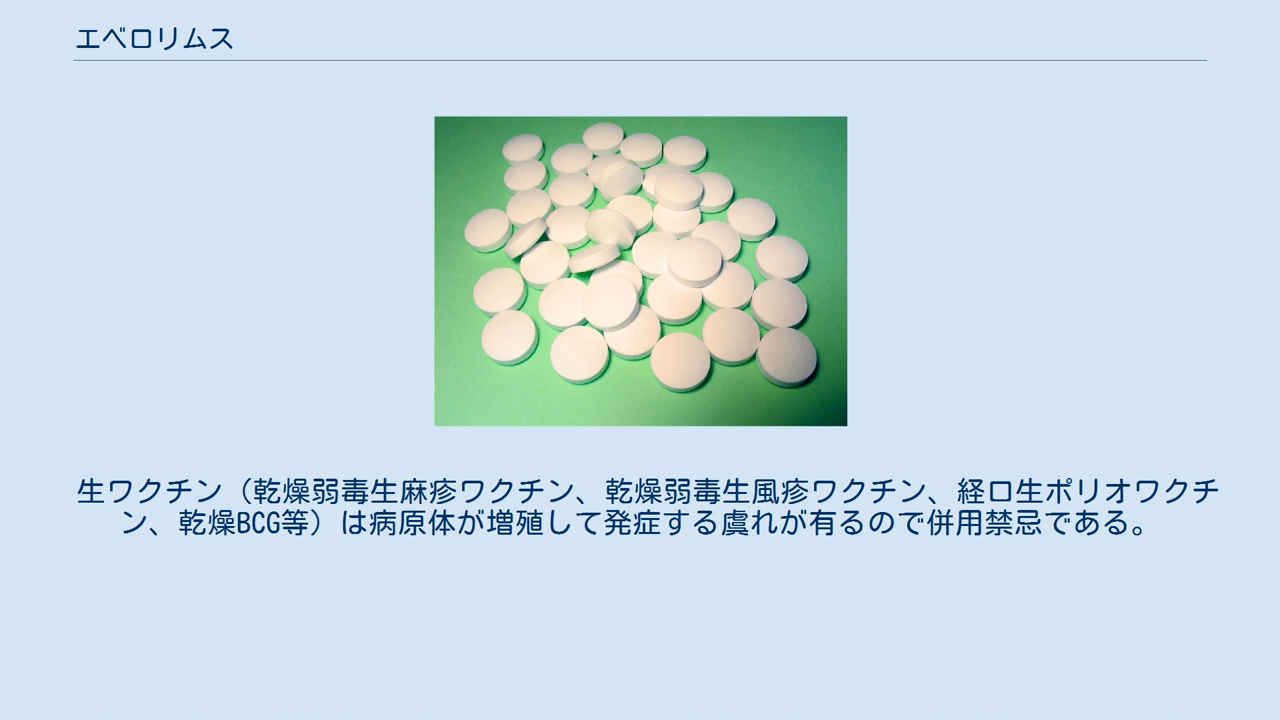 エベロリムス
生ワクチン（乾燥弱毒生麻疹ワクチン、乾燥弱毒生風疹ワクチン、経口生ポリオワクチ
ン、乾燥BCG等）は病原体が増殖して発症する虞れが有るので併用禁忌である。